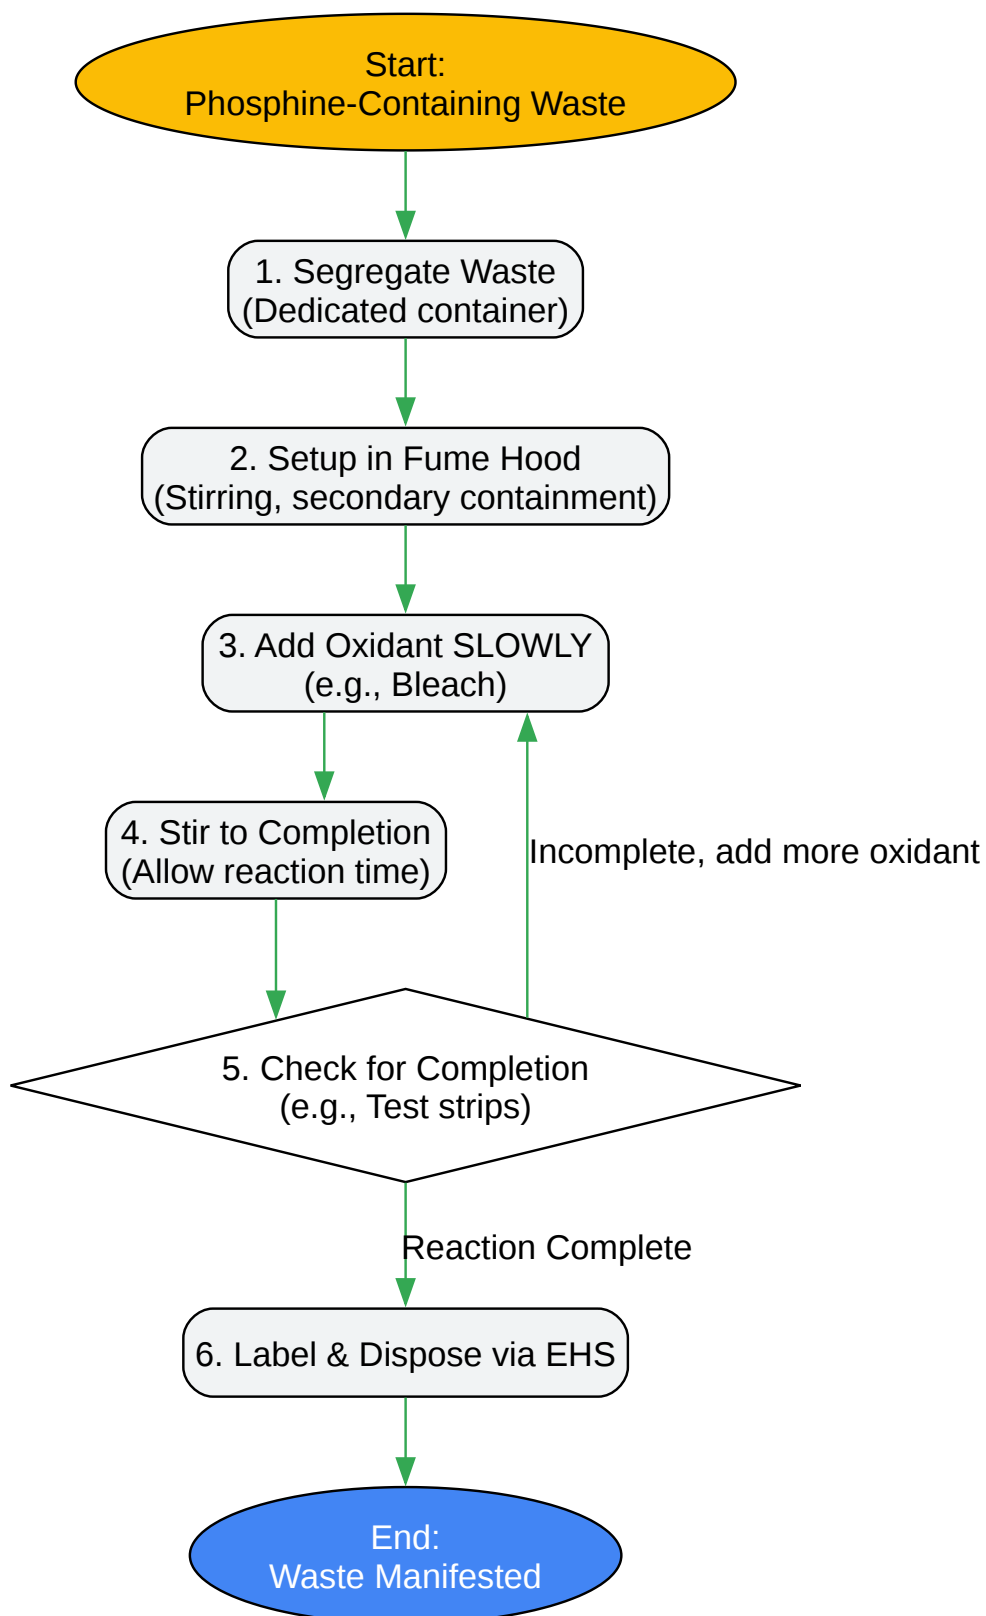 Start:
Phosphine-Containing Waste
1. Segregate Waste
(Dedicated container)
2. Setup in Fume Hood
(Stirring, secondary containment)
3. Add Oxidant SLOWLY
(e.g., Bleach)
4. Stir to Completion
(Allow reaction time)
Incomplete, add more oxidant
5. Check for Completion
(e.g., Test strips)
Reaction Complete
6. Label & Dispose via EHS
End:
Waste Manifested